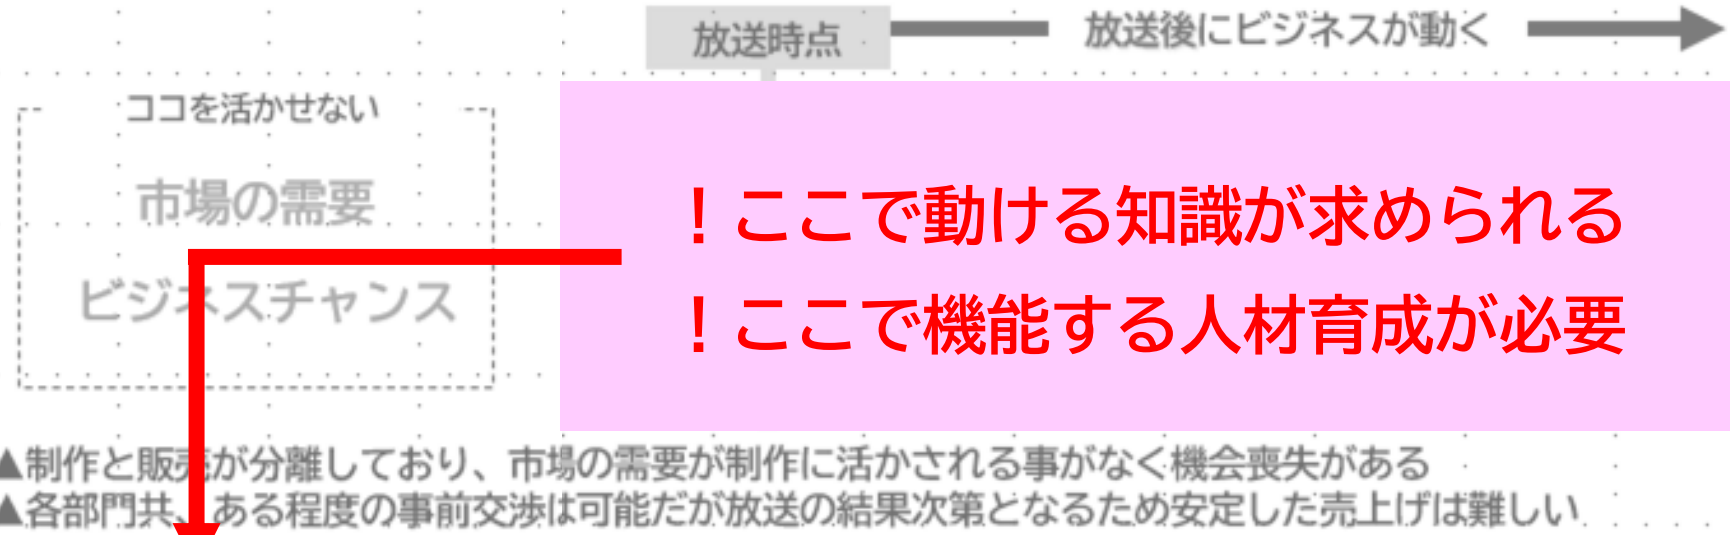 放送時点
放送後にビジネスが動く
ココを活かせない
市場の需要
ビジネスチャンス
！ここで動ける知識が求められる
！ここで機能する人材育成が必要
▲制作と販売が分離しており、市場の需要が制作に活かされる事がなく機会喪失がある
▲各部門共、ある程度の事前交渉は可能だが放送の結果次第となるため安定した売上げは難しい